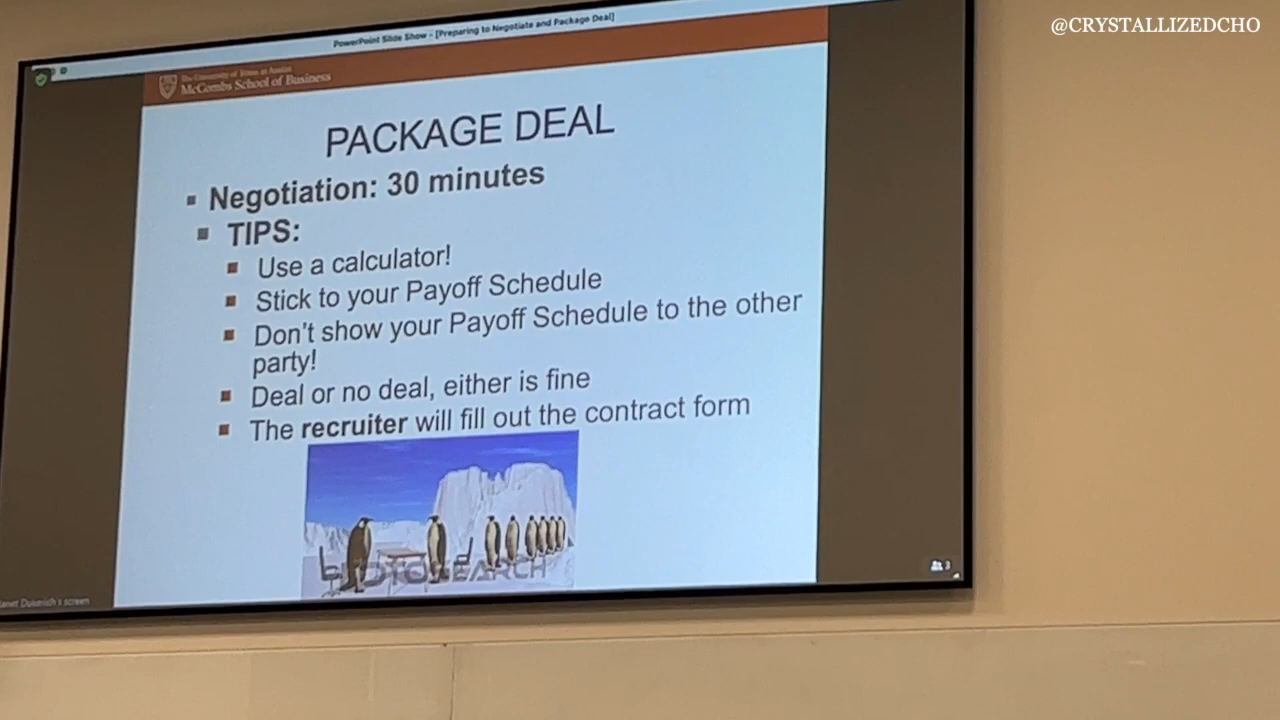 @CRYSTALLIZEDCHO
PowerPoint Slide Show - [Preparing to Negotiate and Package Deal]
The University of Texas at Austin
McCombs School of Business
PACKAGE DEAL
Negotiation: 30 minutes
TIPS:
Use a calculator!
Stick to your Payoff Schedule
Don't show your Payoff Schedule to the other
party!
Deal or no deal, either is fine
The recruiter will fill out the contract form
FOTOSEARCH
3
screen